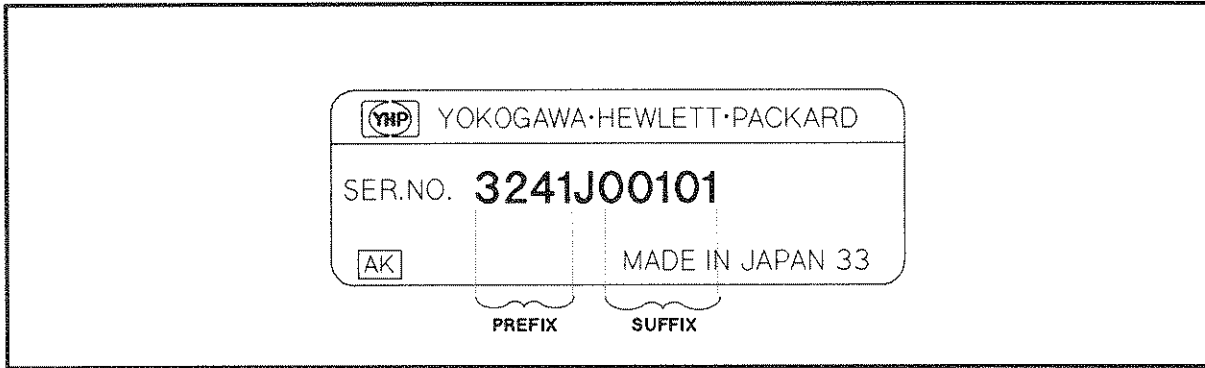 YHP YOKOGAWA·HEWLETT·PACKARD
SER.NO. 3241J00101
AK MADE IN JAPAN 33
PREFIX SUFFIX